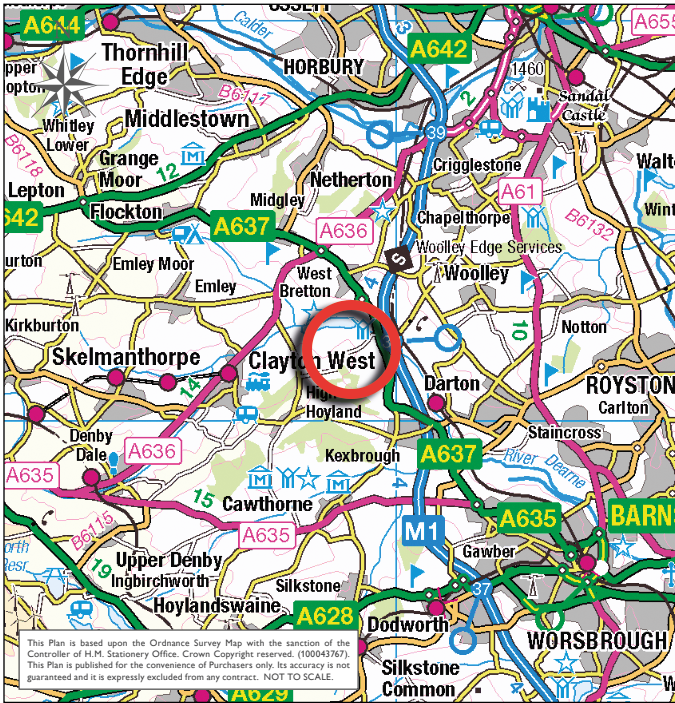 A644
A642
A655
Calder
Thornhill
Edge
HORBURY
1460
2
Sandal
Castle
B6117
Whitley
Lower
Middlestown
39
B6118
Grange
Moor
12
Netherton
Crigglestone
Lepton
Midgley
A61
Flockton
A637
A636
Chapelthorpe
B6132
Woolley Edge Services
S
Emley Moor
West
Bretton
4
Woolley
Emley
Kirkburton
10
Notton
Skelmanthorpe
Clayton West
14
Darton
ROYSTON
Carlton
Hoyland
Denby
Dale
A636
Staincross
Kexbrough
A637
River Dearne
A635
4
15
Cawthorne
A635
A635
M1
B6115
Gawber
19
Upper Denby
Ingbirchworth
Silkstone
37
Hoylandswaine
A628
Dodworth
WORSBROUGH
Silkstone
Common
4
A629
This Plan is based upon the Ordnance Survey Map with the sanction of the
Controller of H.M. Stationery Office. Crown Copyright reserved. (100043767).
This Plan is published for the convenience of Purchasers only. Its accuracy is not
guaranteed and it is expressly excluded from any contract. NOT TO SCALE.